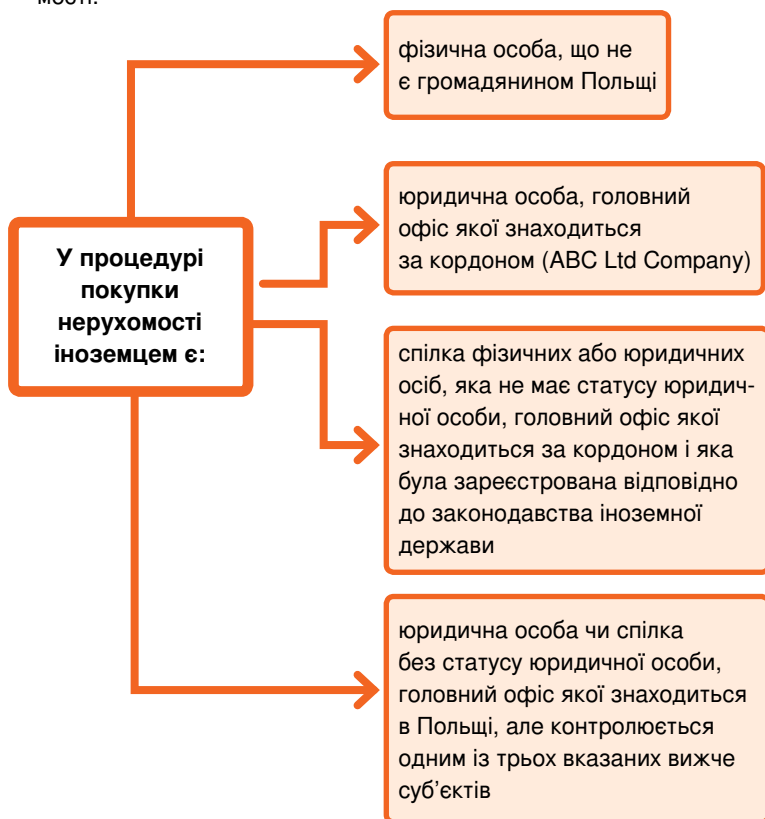 мості.
фізична особа, що не
є громадянином Польщі
юридична особа, головний
офіс якої знаходиться
за кордоном (ABC Ltd Company)
У процедурі
покупки
нерухомості
іноземцем є:
спілка фізичних або юридичних
осіб, яка не має статусу юридич-
ної особи, головний офіс якої
знаходиться за кордоном і яка
була зареєстрована відповідно
до законодавства іноземної
держави
юридична особа чи спілка
без статусу юридичної особи,
головний офіс якої знаходиться
в Польщі, але контролюється
одним із трьох вказаних вижче
суб’єктів